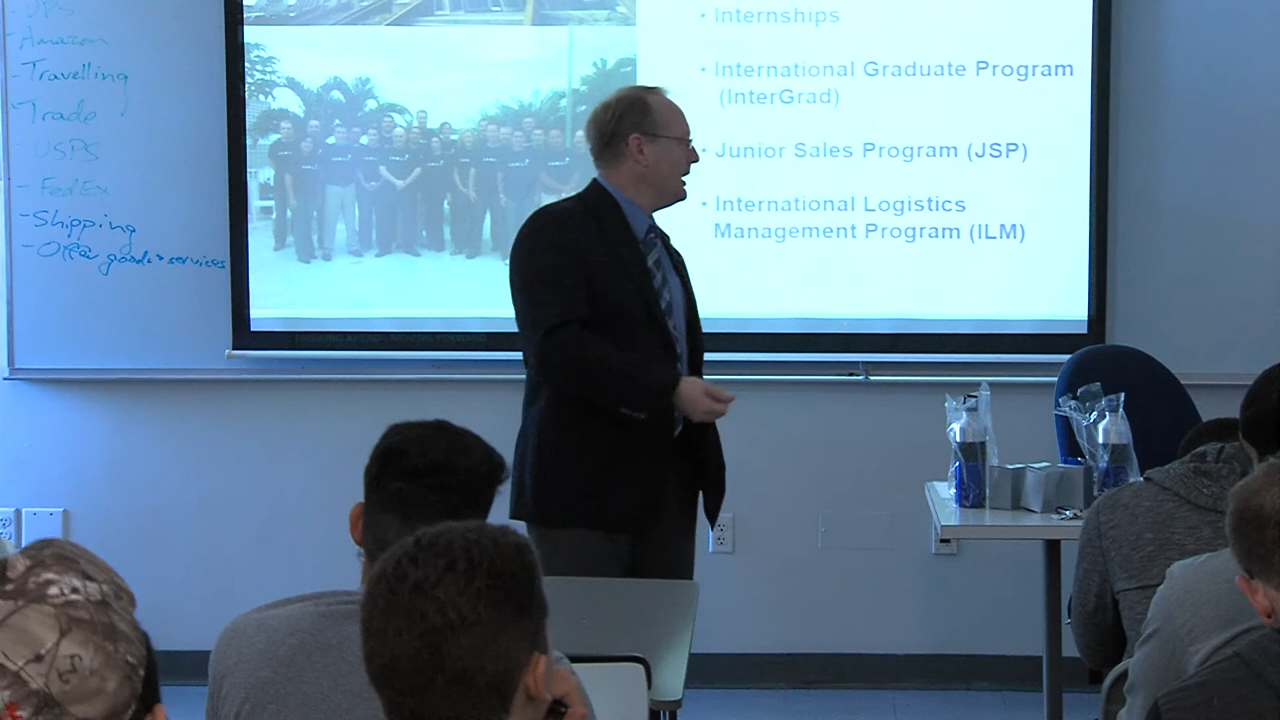 UPS
- Amazon
- Travelling
Trade
USPS
- FedEx
- Shipping
- Offer goods + services
• Internships
• International Graduate Program
(InterGrad)
• Junior Sales Program (JSP)
• International Logistics
Management Program (ILM)